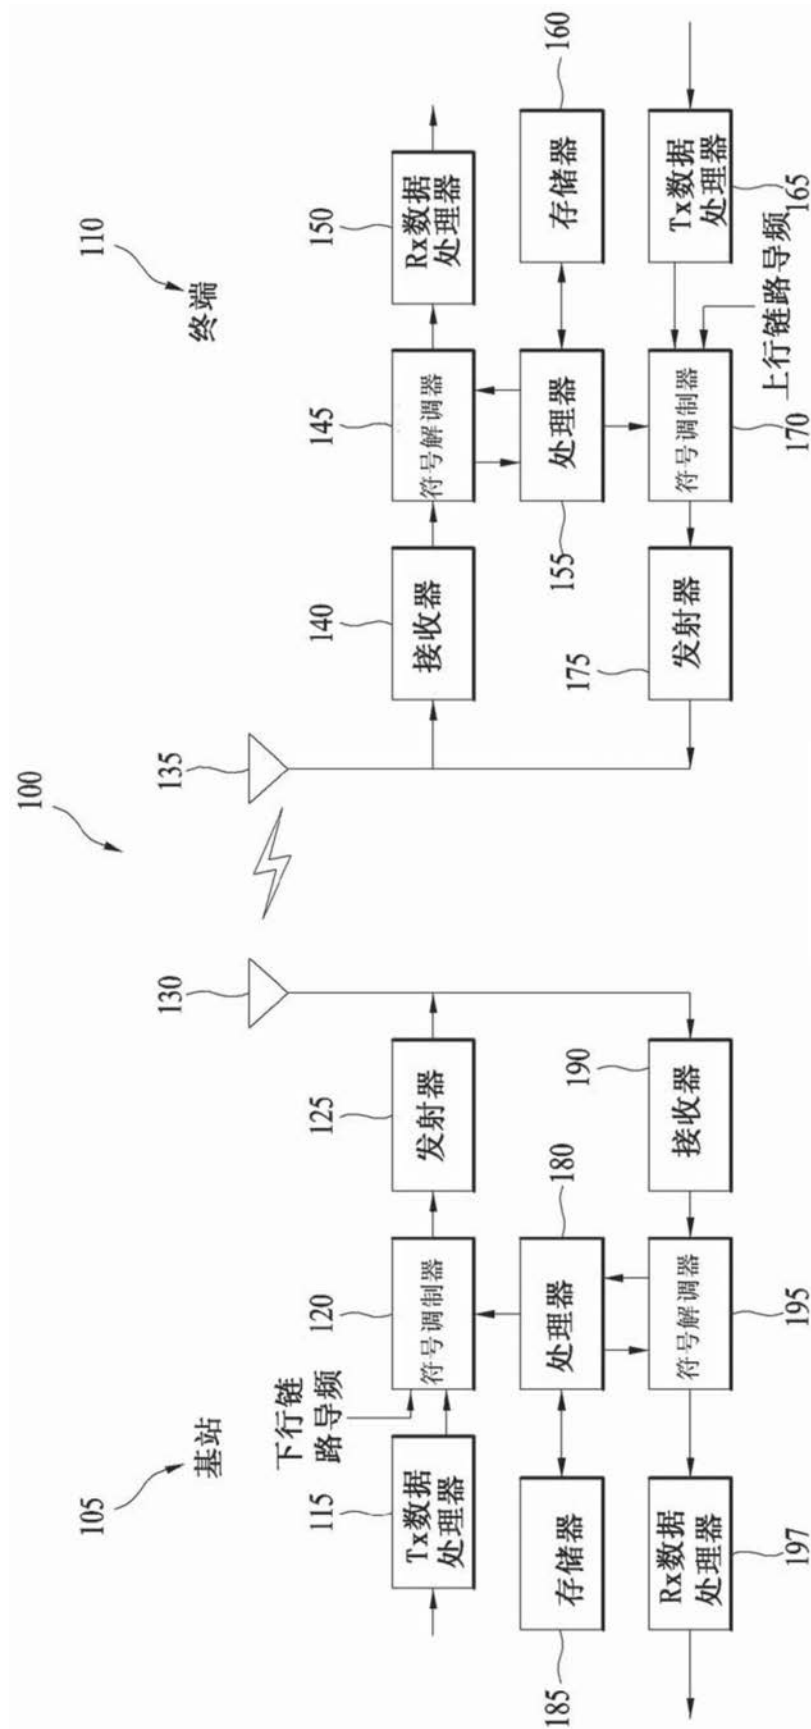 100
105
110
130
135
基站
终端
下行链
路导频
115
120
125
140
145
150
Tx数据
处理器
符号调制器
发射器
接收器
符号解调器
Rx数据
处理器
185
180
155
160
存储器
处理器
处理器
存储器
190
175
Rx数据
处理器
符号解调器
接收器
发射器
符号调制器
Tx数据
处理器
上行链路导频
197
195
170
165